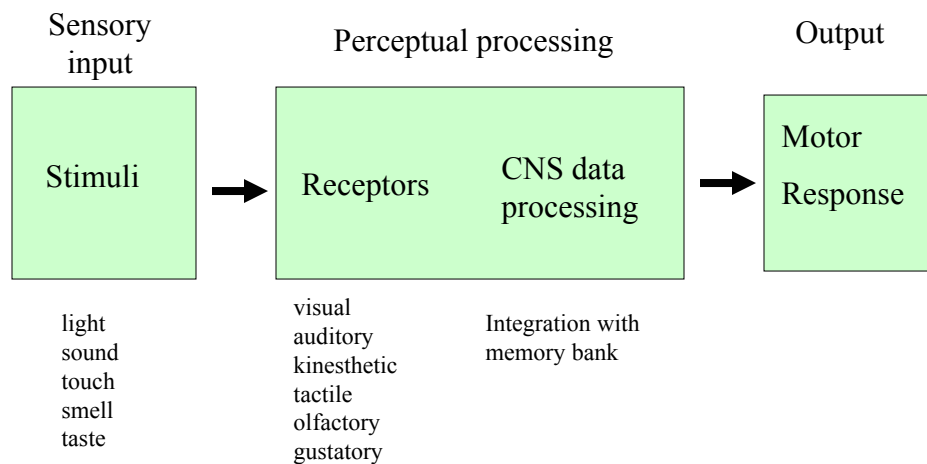 Sensory
input
Perceptual processing
Output
Stimuli
Receptors
CNS data
processing
Motor
Response
light
sound
touch
smell
taste
visual
auditory
kinesthetic
tactile
olfactory
gustatory
Integration with
memory bank